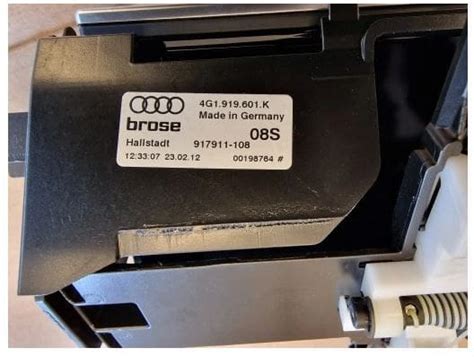 4G1.919.601.K
Made in Germany
brose 08S
Hallstadt 917911-108
12:33:07 23.02.12 00198764 #